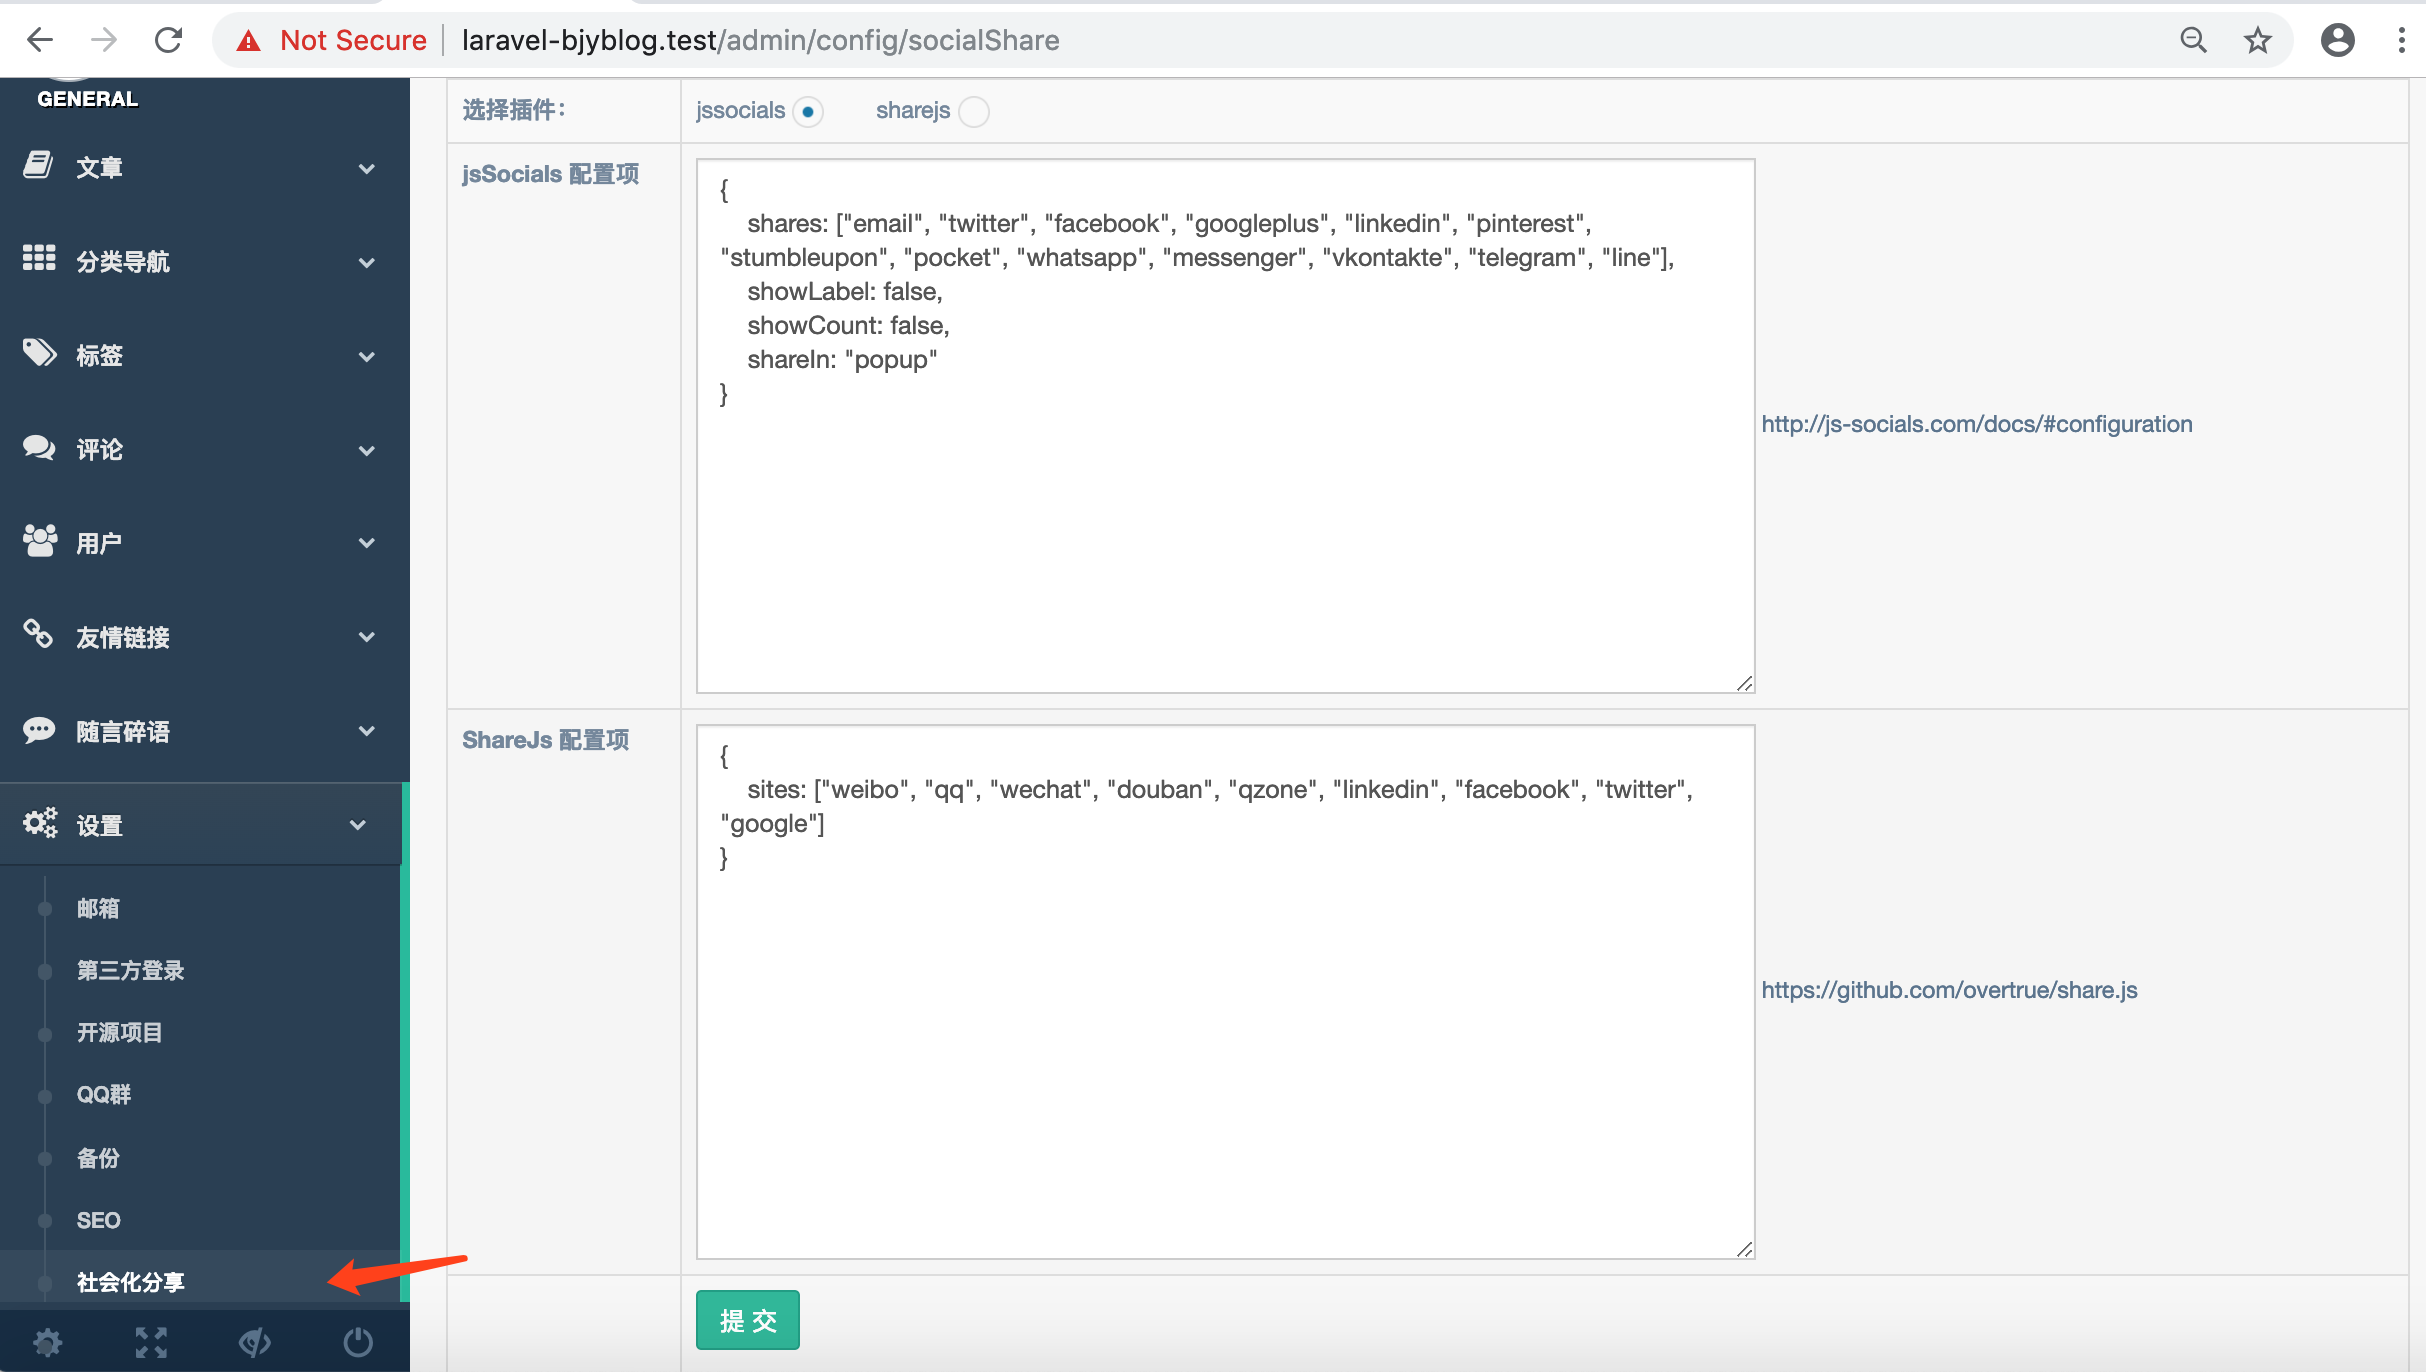 Not Secure
laravel-bjyblog.test/admin/config/socialShare
GENERAL
文章
分类导航
标签
评论
用户
友情链接
随言碎语
设置
邮箱
第三方登录
开源项目
QQ群
备份
SEO
社会化分享
选择插件：
jssocials
sharejs
jsSocials 配置项
{
shares: ["email", "twitter", "facebook", "googleplus", "linkedin", "pinterest",
"stumbleupon", "pocket", "whatsapp", "messenger", "vkontakte", "telegram", "line"],
showLabel: false,
showCount: false,
shareIn: "popup"
}
http://js-socials.com/docs/#configuration
ShareJs 配置项
{
sites: ["weibo", "qq", "wechat", "douban", "qzone", "linkedin", "facebook", "twitter",
"google"]
}
https://github.com/overtrue/share.js
提 交